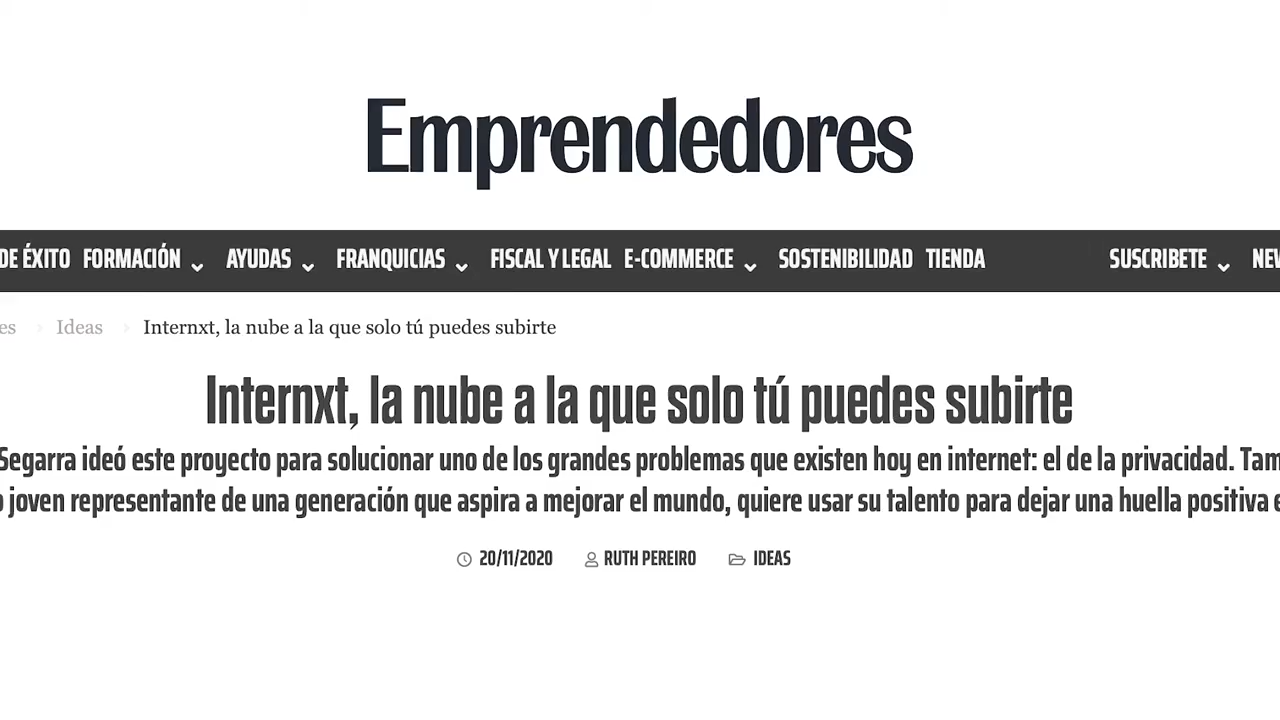 Emprendedores
DE ÉXITO FORMACIÓN AYUDAS FRANQUICIAS FISCAL Y LEGAL E-COMMERCE SOSTENIBILIDAD TIENDA SUSCRIBETE
es Ideas Internxt, la nube a la que solo tú puedes subirte
Internxt, la nube a la que solo tú puedes subirte
Segarra ideó este proyecto para solucionar uno de los grandes problemas que existen hoy en internet: el de la privacidad. Tam
joven representante de una generación que aspira a mejorar el mundo, quiere usar su talento para dejar una huella positiva
20/11/2020 RUTH PEREIRO IDEAS